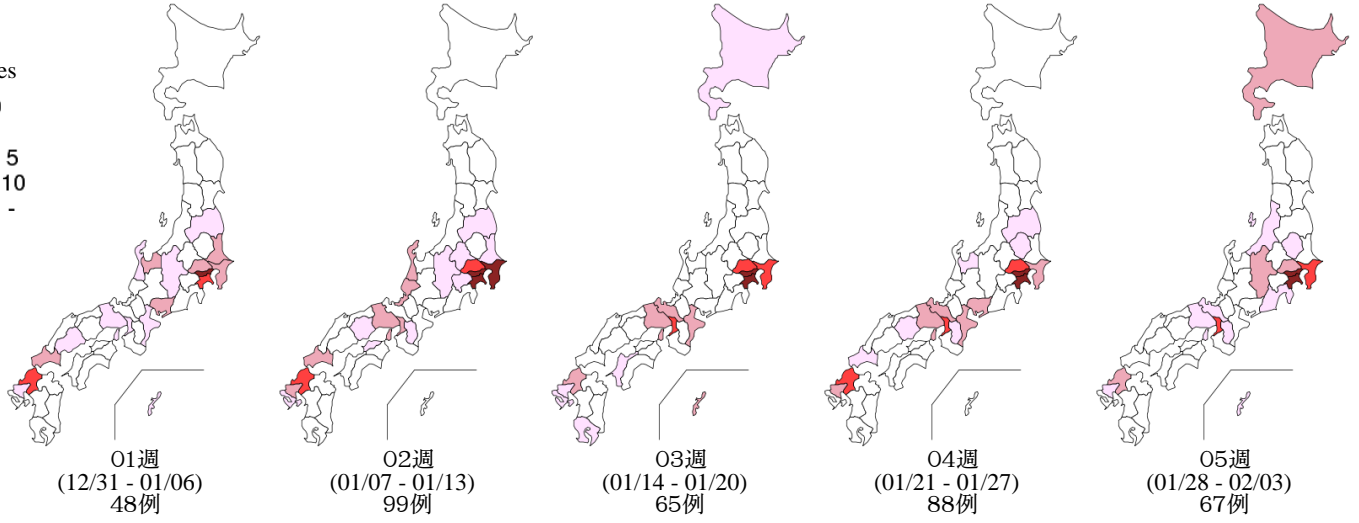 es
5
10
-
01週
(12/31 - 01/06)
48例
02週
(01/07 - 01/13)
99例
03週
(01/14 - 01/20)
65例
04週
(01/21 - 01/27)
88例
05週
(01/28 - 02/03)
67例